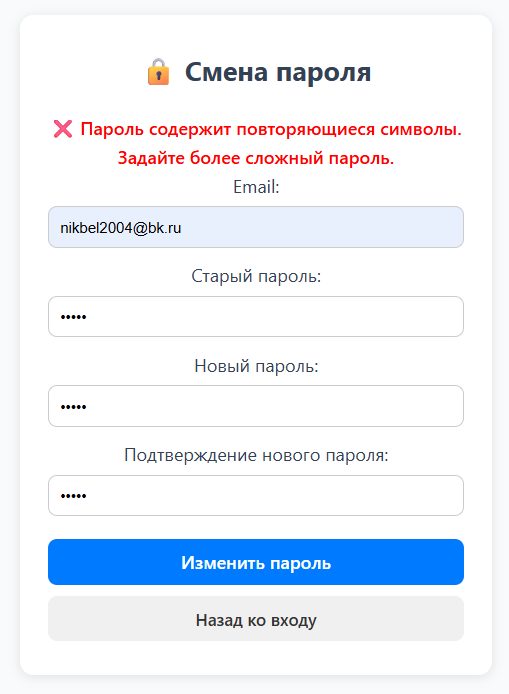 🔒 Смена пароля
❌ Пароль содержит повторяющиеся символы.
Задайте более сложный пароль.
Email:
nikbel2004@bk.ru
Старый пароль:
•••••
Новый пароль:
•••••
Подтверждение нового пароля:
•••••
Изменить пароль
Назад ко входу